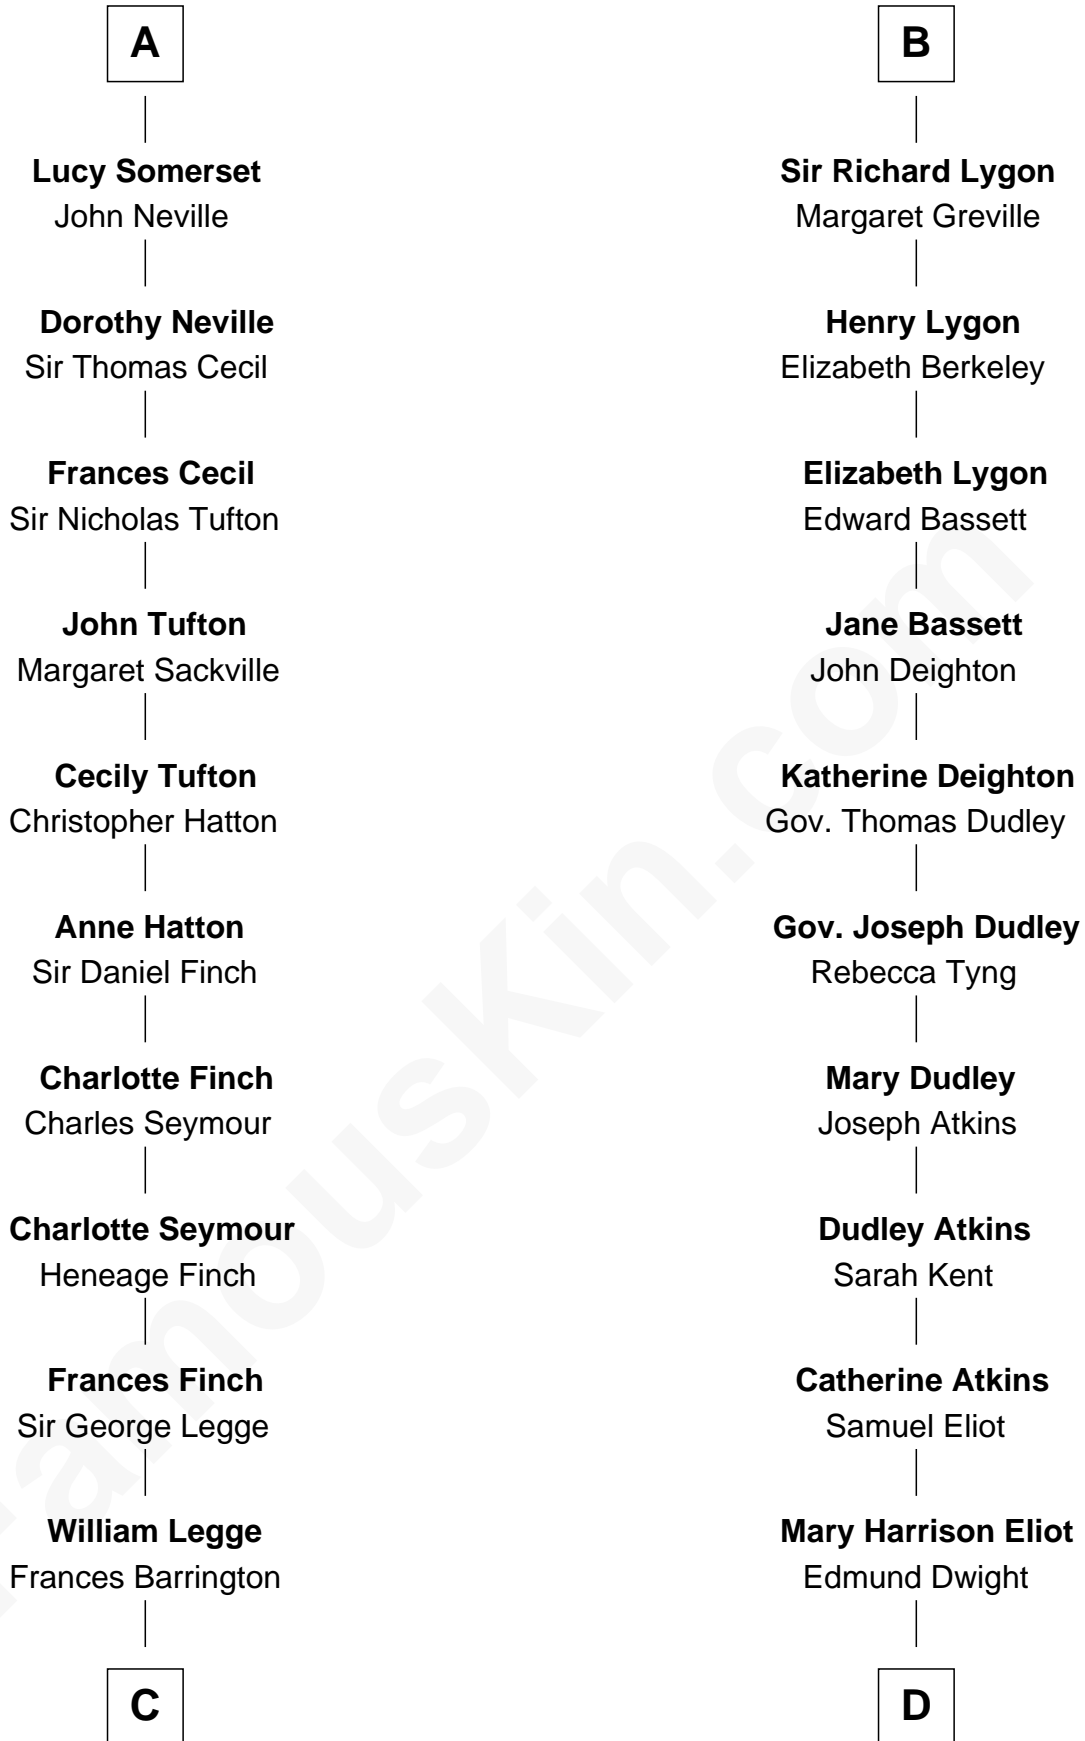 A
Lucy Somerset
John Neville
Dorothy Neville
Sir Thomas Cecil
Frances Cecil
Sir Nicholas Tufton
John Tufton
Margaret Sackville
Cecily Tufton
Christopher Hatton
Anne Hatton
Sir Daniel Finch
Charlotte Finch
Charles Seymour
Charlotte Seymour
Heneage Finch
Frances Finch
Sir George Legge
William Legge
Frances Barrington
C
B
Sir Richard Lygon
Margaret Greville
Henry Lygon
Elizabeth Berkeley
Elizabeth Lygon
Edward Bassett
Jane Bassett
John Deighton
Katherine Deighton
Gov. Thomas Dudley
Gov. Joseph Dudley
Rebecca Tyng
Mary Dudley
Joseph Atkins
Dudley Atkins
Sarah Kent
Catherine Atkins
Samuel Eliot
Mary Harrison Eliot
Edmund Dwight
D
FamousKin.com